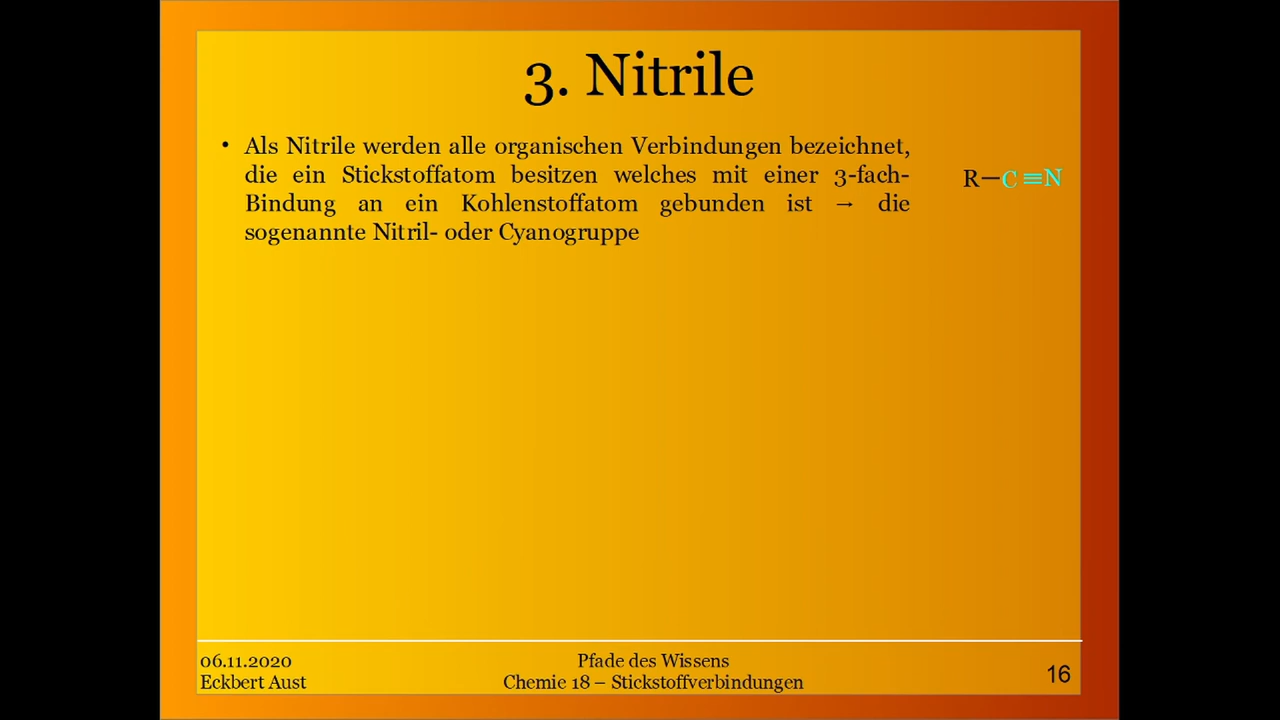 3. Nitrile
• Als Nitrile werden alle organischen Verbindungen bezeichnet,
die ein Stickstoffatom besitzen welches mit einer 3-fach-
Bindung an ein Kohlenstoffatom gebunden ist → die
sogenannte Nitril- oder Cyanogruppe
R—C≡N
06.11.2020
Eckbert Aust
Pfade des Wissens
Chemie 18 – Stickstoffverbindungen
16